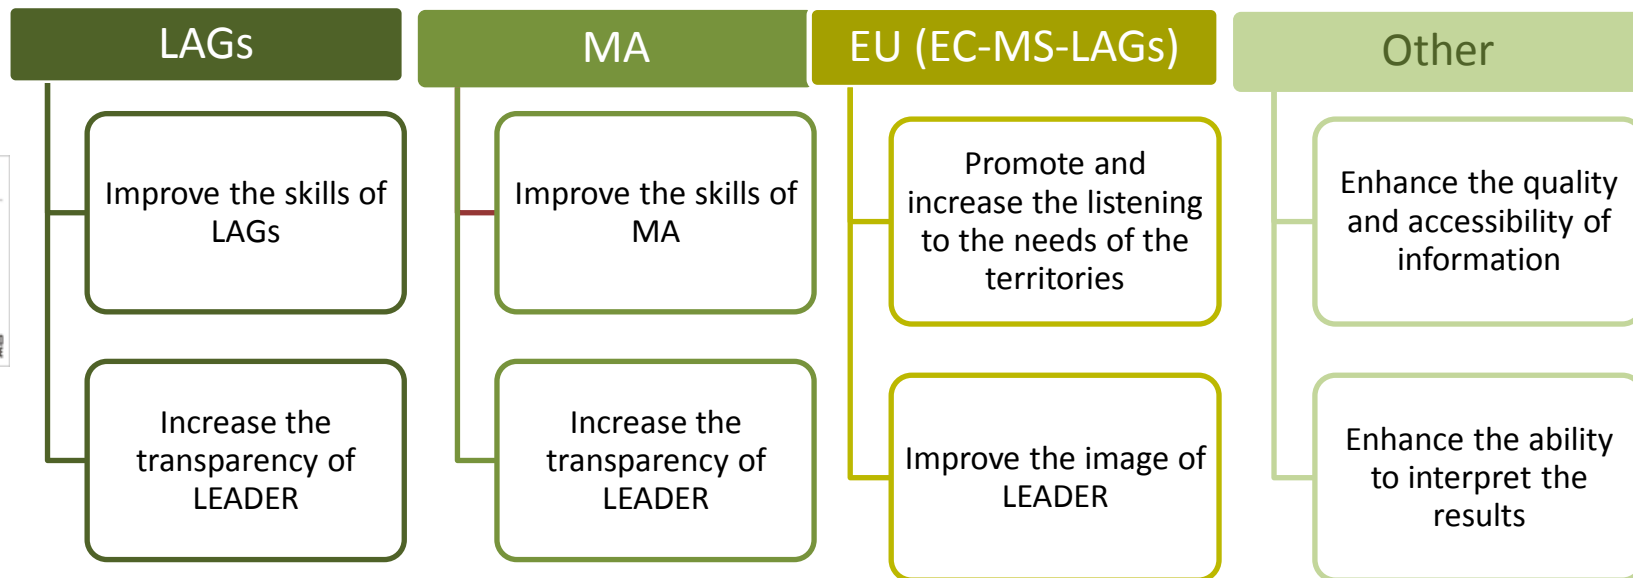 LAGs
Improve the skills of
LAGs
Increase the
transparency of
LEADER
MA
Improve the skills of
MA
Increase the
transparency of
LEADER
EU (EC-MS-LAGs)
Promote and
increase the listening
to the needs of the
territories
Improve the image of
LEADER
Other
Enhance the quality
and accessibility of
information
Enhance the ability
to interpret the
results